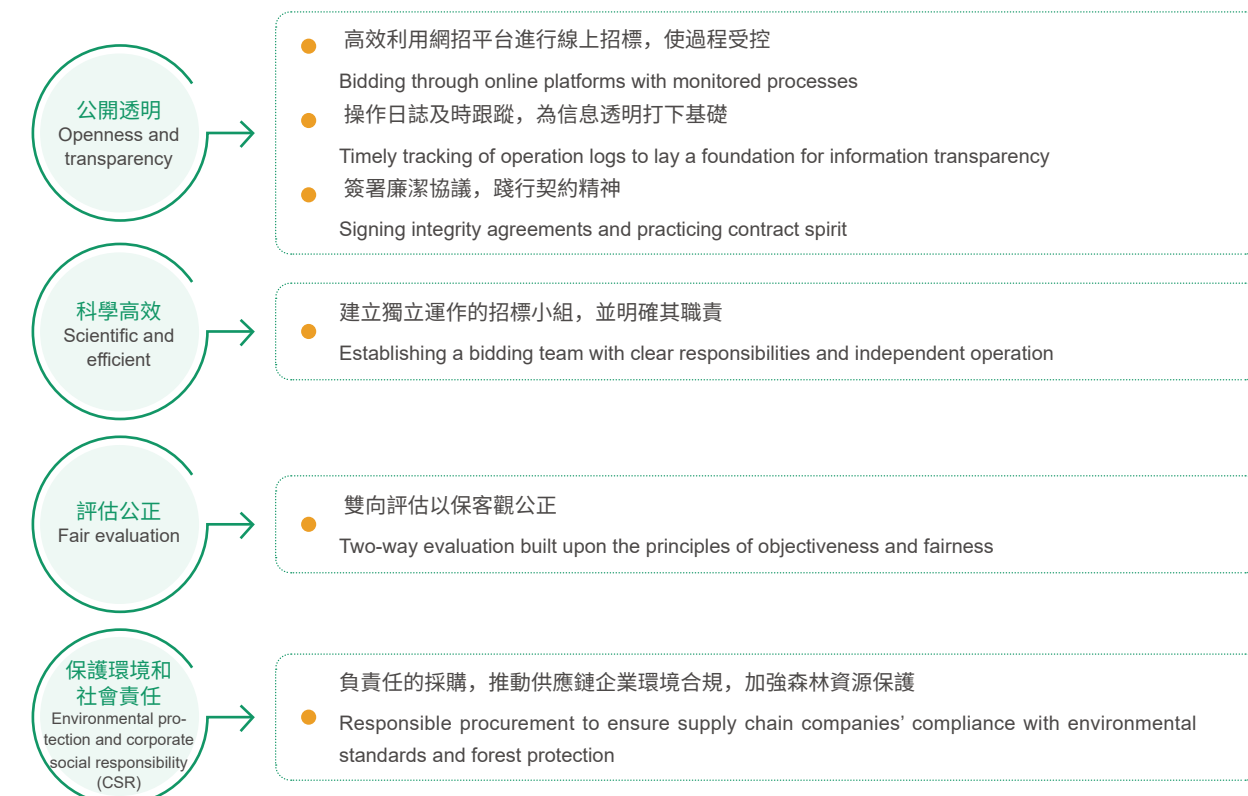 公開透明
Openness and
transparency
高效利用網招平台進行線上招標，使過程受控
Bidding through online platforms with monitored processes
操作日誌及時跟蹤，為信息透明打下基礎
Timely tracking of operation logs to lay a foundation for information transparency
簽署廉潔協議，踐行契約精神
Signing integrity agreements and practicing contract spirit
科學高效
Scientific and
efficient
建立獨立運作的招標小組，並明確其職責
Establishing a bidding team with clear responsibilities and independent operation
評估公正
Fair evaluation
雙向評估以保客觀公正
Two-way evaluation built upon the principles of objectiveness and fairness
保護環境和
社會責任
Environmental pro-
tection and corporate
social responsibility
(CSR)
負責任的採購，推動供應鏈企業環境合規，加強森林資源保護
Responsible procurement to ensure supply chain companies’ compliance with environmental
standards and forest protection